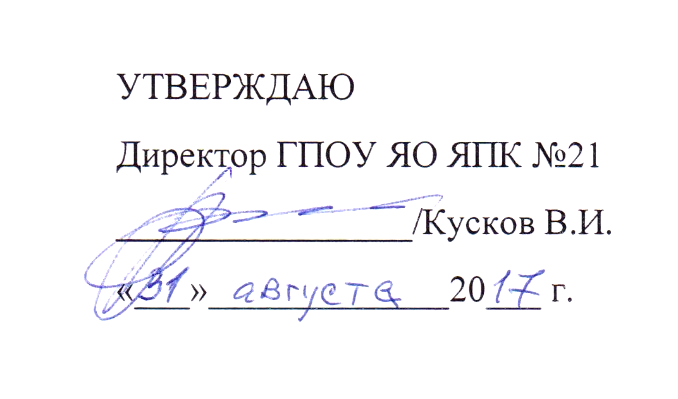 УТВЕРЖДАЮ
Директор ГПОУ ЯО ЯПК №21
/Кусков В.И.
«31» августа 2017 г.